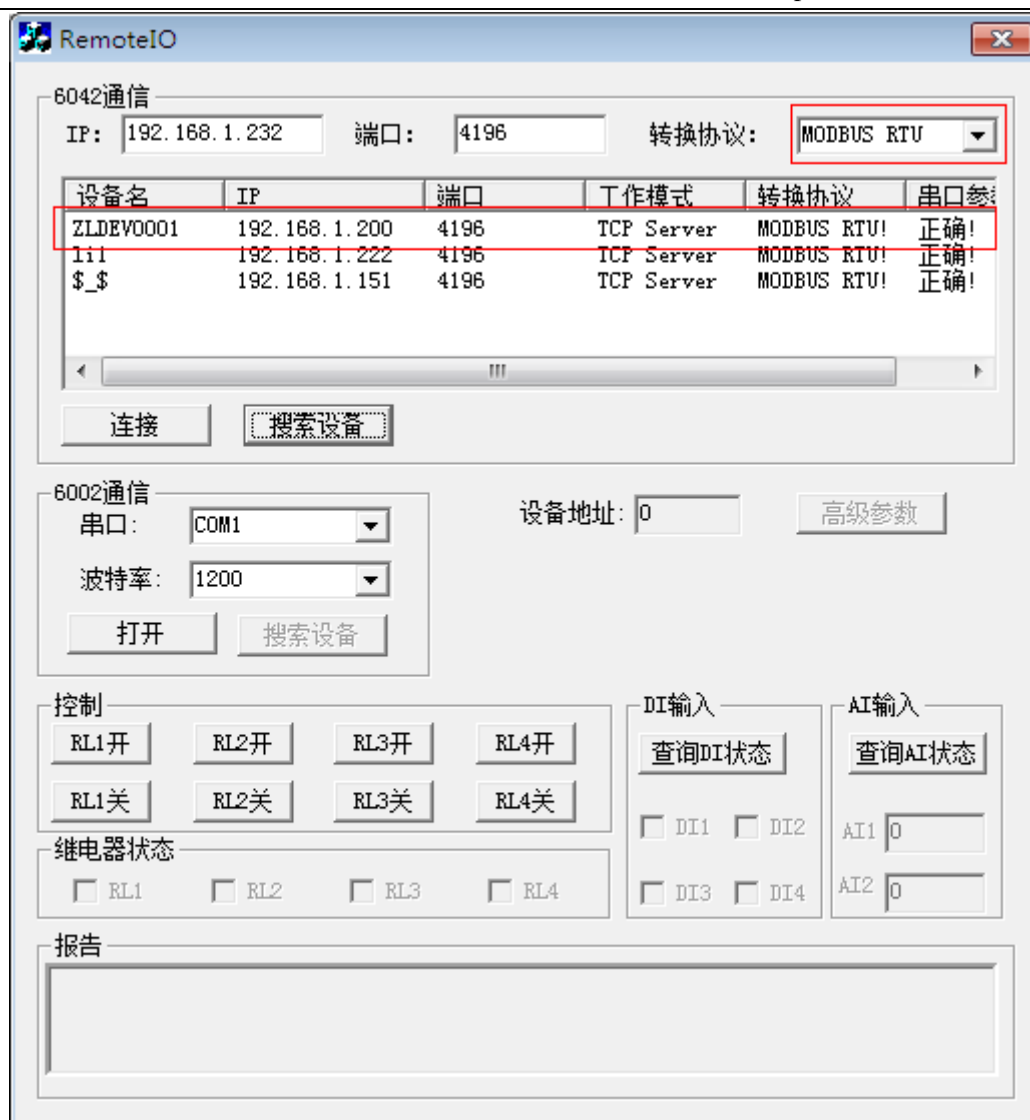 RemoteIO
6042通信
IP: 192.168.1.232 端口: 4196 转换协议: MODBUS RTU
设备名 IP 端口 工作模式 转换协议 串口参
ZLDEV0001 192.168.1.200 4196 TCP Server MODBUS RTU! 正确!
lil 192.168.1.222 4196 TCP Server MODBUS RTU! 正确!
$_$ 192.168.1.151 4196 TCP Server MODBUS RTU! 正确!
连接 搜索设备
6002通信
串口: COM1 设备地址: 0 高级参数
波特率: 1200
打开 搜索设备
控制 DI输入 AI输入
RL1开 RL2开 RL3开 RL4开 查询DI状态 查询AI状态
RL1关 RL2关 RL3关 RL4关
DI1 DI2 AI1 0
继电器状态
RL1 RL2 RL3 RL4 DI3 DI4 AI2 0
报告